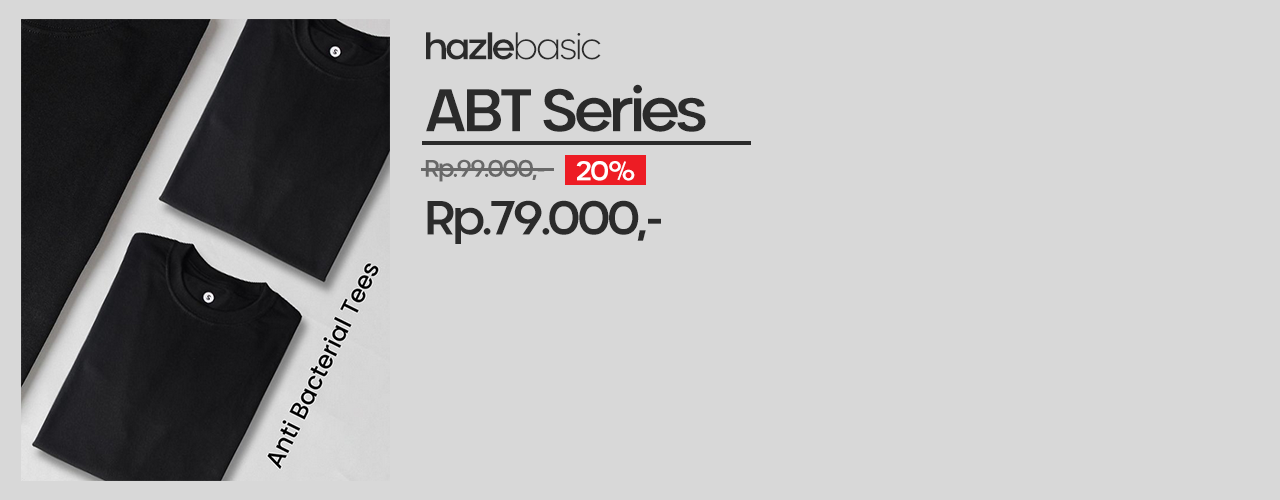 hazlebasic
ABT Series
Rp.99.000,-
20%
Rp.79.000,-
Anti Bacterial Tees
S
S